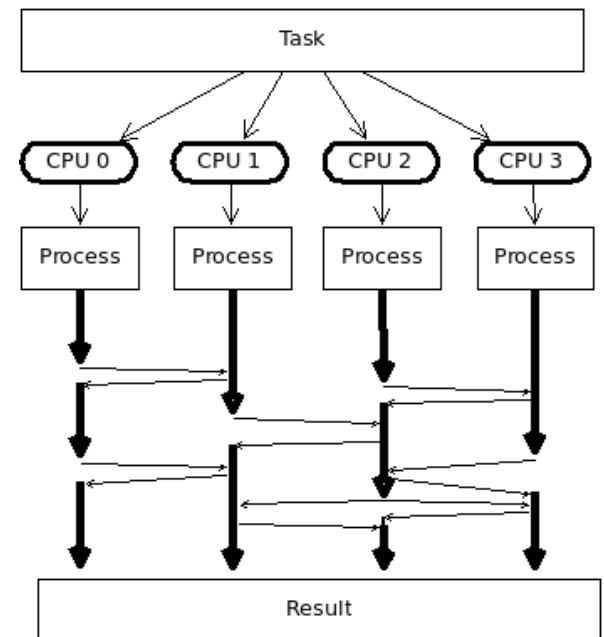 Task
CPU 0
CPU 1
CPU 2
CPU 3
Process
Process
Process
Process
Result